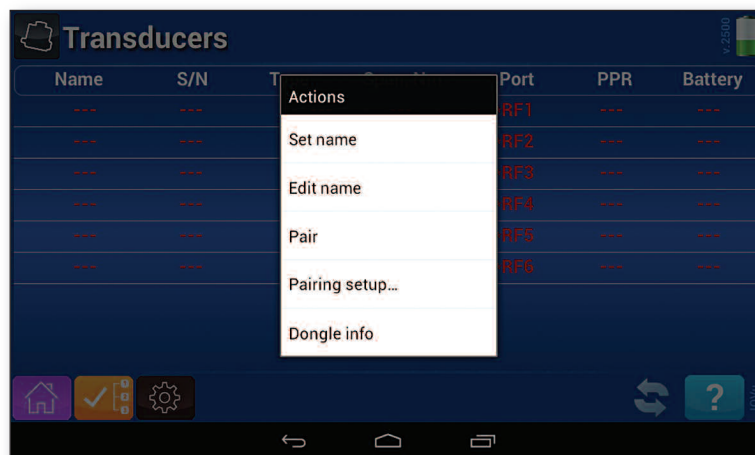 Transducers
v.2500
Name S/N Port PPR Battery
--- --- RF1 --- ---
--- --- RF2 --- ---
--- --- RF3 --- ---
--- --- RF4 --- ---
--- --- RF5 --- ---
--- --- RF6 --- ---
Actions
Set name
Edit name
Pair
Pairing setup...
Dongle info
?